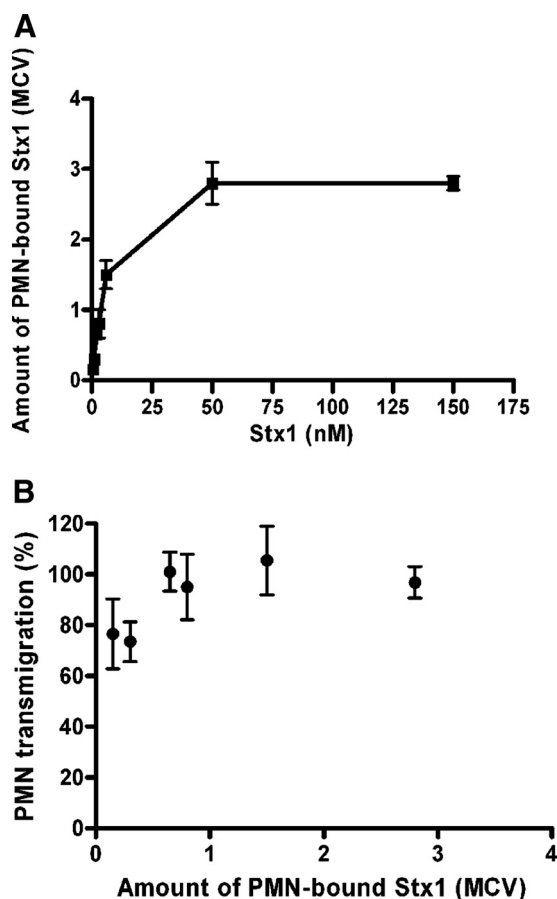 A
Amount of PMN-bound Stx1 (MCV)
4
3
2
1
0
0 25 50 75 100 125 150 175
Stx1 (nM)
B
PMN transmigration (%)
120
100
80
60
40
20
0
0 1 2 3 4
Amount of PMN-bound Stx1 (MCV)